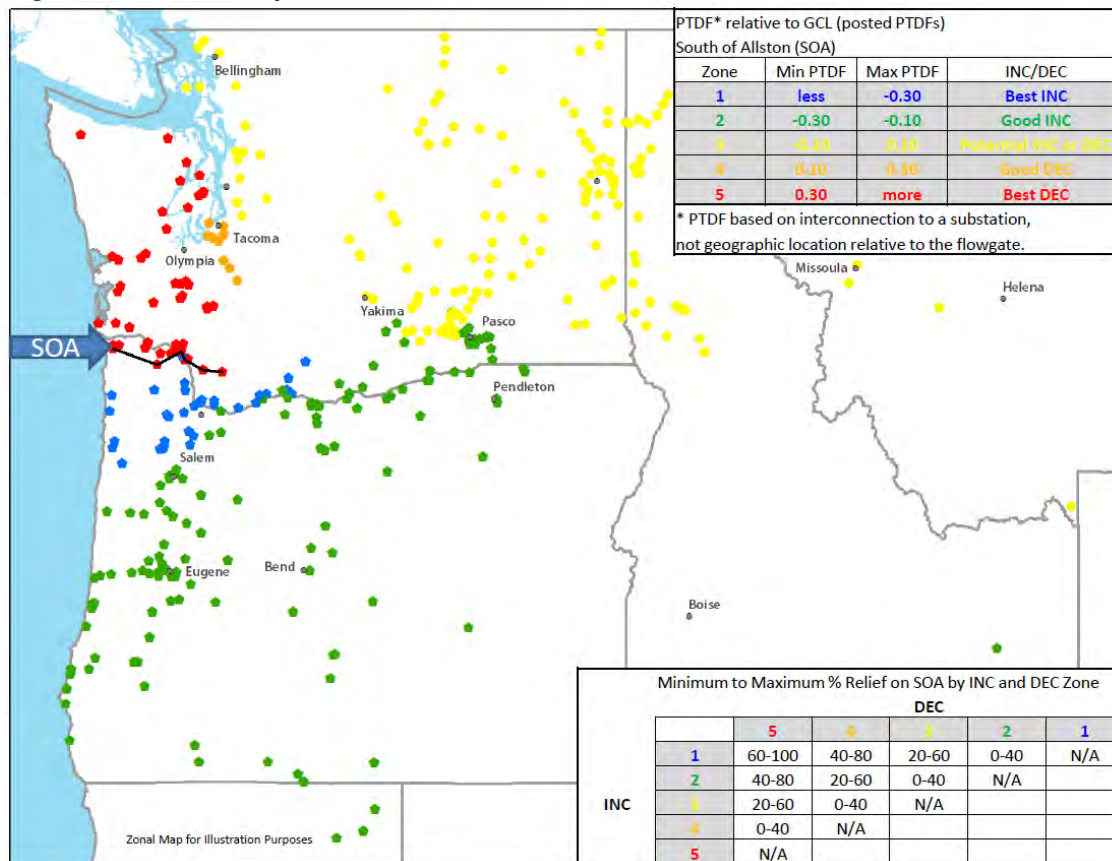 PTDF* relative to GCL (posted PTDFs)
South of Allston (SOA)
Zone Min PTDF Max PTDF INC/DEC
1 less -0.30 Best INC
2 -0.30 -0.10 Good INC
3 -0.10 0.10 Potential INC or DEC
4 0.10 0.30 Good DEC
5 0.30 more Best DEC
* PTDF based on interconnection to a substation,
not geographic location relative to the flowgate.
Bellingham
Tacoma
Olympia
Missoula
Helena
Yakima
Pasco
SOA
Pendleton
Salem
Eugene
Bend
Boise
Minimum to Maximum % Relief on SOA by INC and DEC Zone
DEC
5 4 3 2 1
1 60-100 40-80 20-60 0-40 N/A
2 40-80 20-60 0-40 N/A
INC 3 20-60 0-40 N/A
4 0-40 N/A
5 N/A
Zonal Map for Illustration Purposes